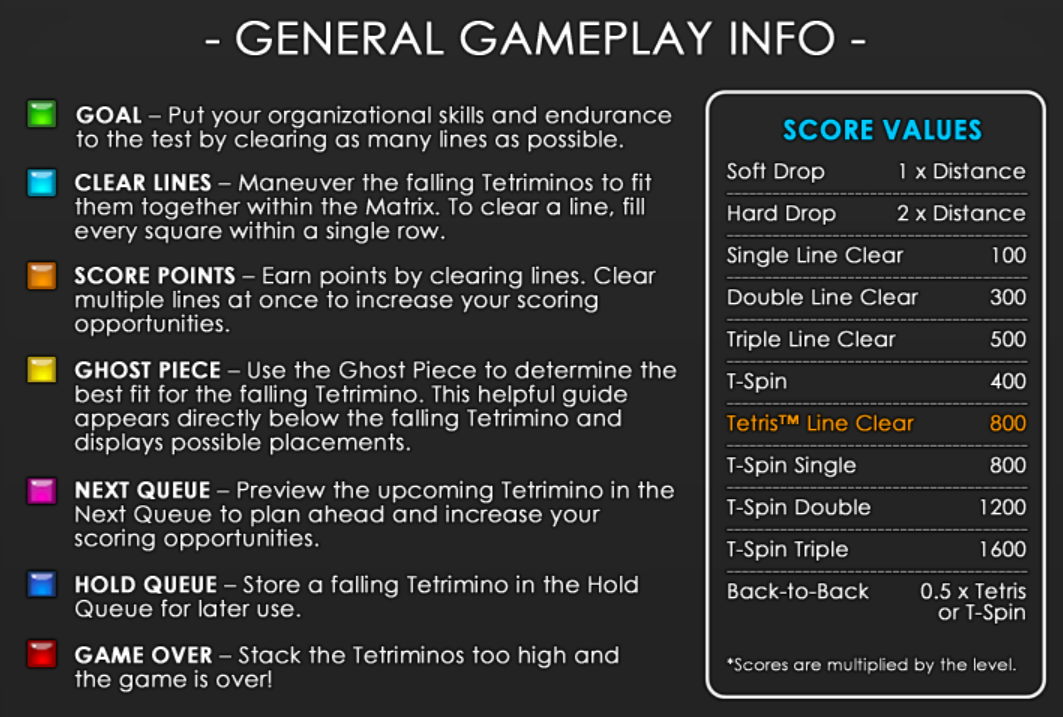 - GENERAL GAMEPLAY INFO -
GOAL – Put your organizational skills and endurance
to the test by clearing as many lines as possible.
CLEAR LINES – Maneuver the falling Tetriminos to fit
them together within the Matrix. To clear a line, fill
every square within a single row.
SCORE POINTS – Earn points by clearing lines. Clear
multiple lines at once to increase your scoring
opportunities.
GHOST PIECE – Use the Ghost Piece to determine the
best fit for the falling Tetrimino. This helpful guide
appears directly below the falling Tetrimino and
displays possible placements.
NEXT QUEUE – Preview the upcoming Tetrimino in the
Next Queue to plan ahead and increase your
scoring opportunities.
HOLD QUEUE – Store a falling Tetrimino in the Hold
Queue for later use.
GAME OVER – Stack the Tetriminos too high and
the game is over!
SCORE VALUES
Soft Drop 1 x Distance
Hard Drop 2 x Distance
Single Line Clear 100
Double Line Clear 300
Triple Line Clear 500
T-Spin 400
Tetris™ Line Clear 800
T-Spin Single 800
T-Spin Double 1200
T-Spin Triple 1600
Back-to-Back 0.5 x Tetris
or T-Spin
*Scores are multiplied by the level.